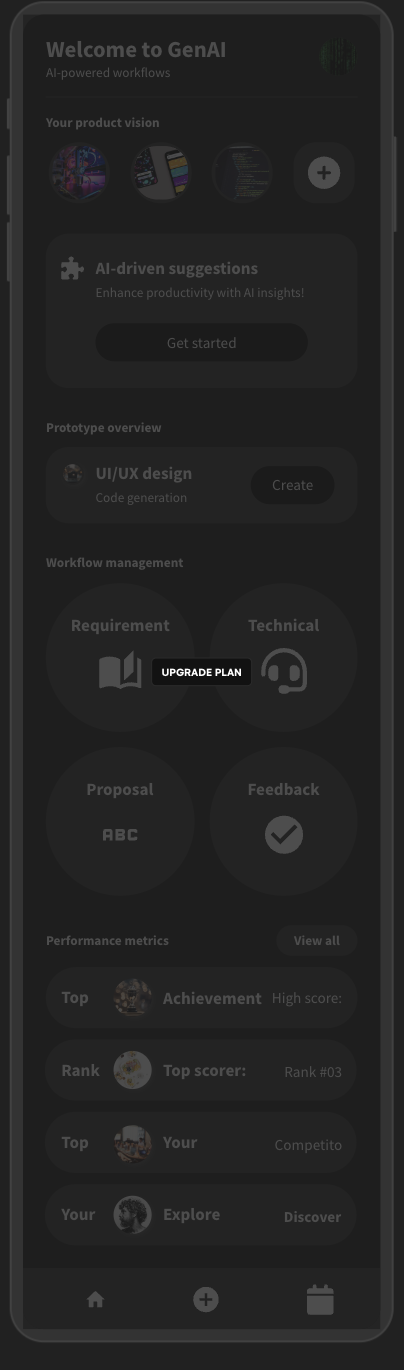 Welcome to GenAI
AI-powered workflows
Your product vision
AI-driven suggestions
Enhance productivity with AI insights!
Get started
Prototype overview
UI/UX design
Code generation
Create
Workflow management
Requirement
Technical
UPGRADE PLAN
Proposal
Feedback
ABC
Performance metrics
View all
Top Achievement High score:
Rank Top scorer: Rank #03
Top Your Competito
Your Explore Discover